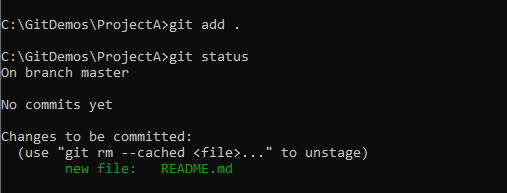 C:\GitDemos\ProjectA>git add .
C:\GitDemos\ProjectA>git status
On branch master
No commits yet
Changes to be committed:
(use "git rm --cached <file>..." to unstage)
new file:   README.md